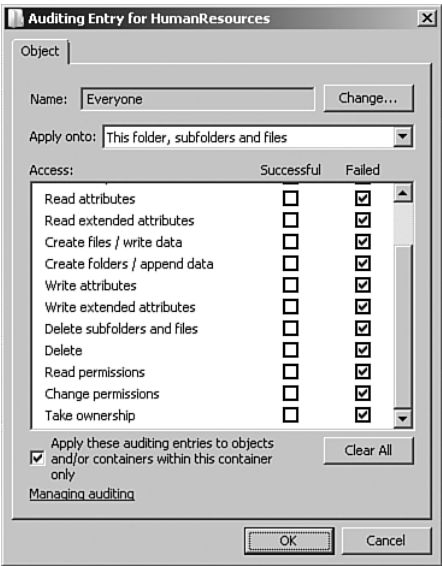 Auditing Entry for HumanResources
Object
Name: Everyone Change...
Apply onto: This folder, subfolders and files
Access: Successful Failed
Read attributes
Read extended attributes
Create files / write data
Create folders / append data
Write attributes
Write extended attributes
Delete subfolders and files
Delete
Read permissions
Change permissions
Take ownership
Apply these auditing entries to objects
and/or containers within this container
only
Clear All
Managing auditing
OK Cancel